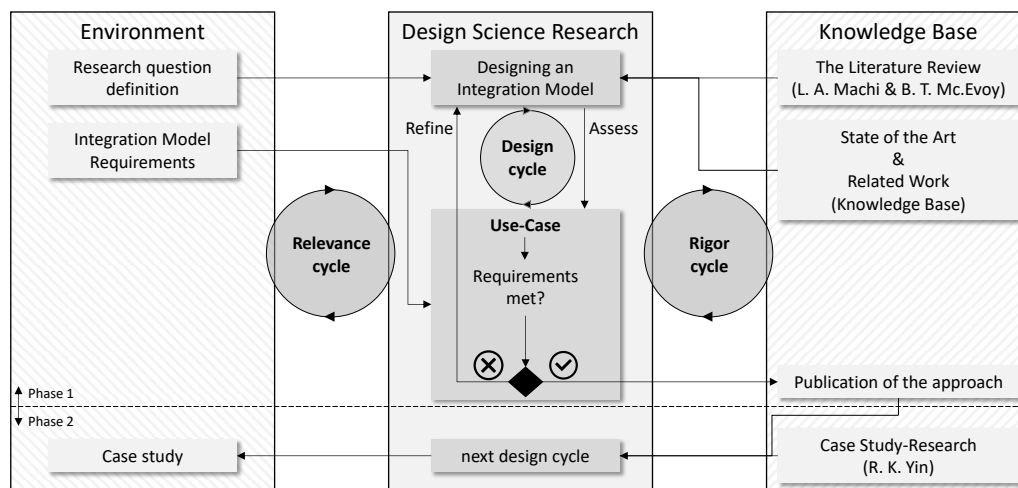 Environment
Design Science Research
Knowledge Base
Research question
definition
Designing an
Integration Model
The Literature Review
(L. A. Machi & B. T. Mc.Evoy)
Integration Model
Requirements
Refine
Assess
Design
cycle
State of the Art
&
Related Work
(Knowledge Base)
Relevance
cycle
Use-Case
Requirements
met?
Rigor
cycle
Phase 1
Phase 2
Publication of the approach
Case study
next design cycle
Case Study-Research
(R. K. Yin)